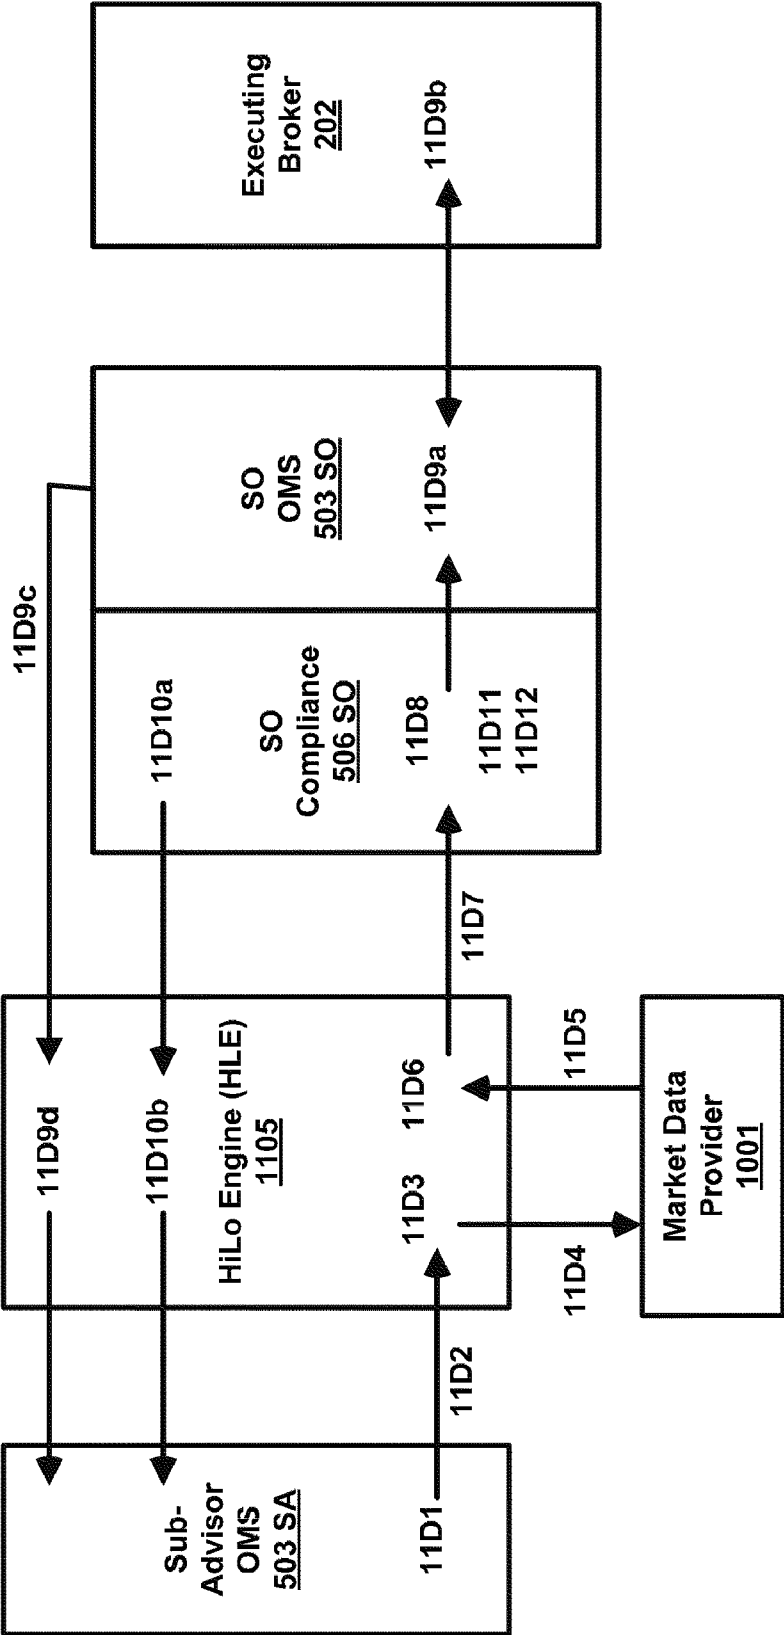 Sub-
Advisor
OMS
503 SA
11D1
11D2
11D9d
11D10b
HiLo Engine (HLE)
1105
11D3
11D6
11D4
11D5
Market Data
Provider
1001
11D7
11D9c
11D10a
SO
Compliance
506 SO
11D8
11D11
11D12
SO
OMS
503 SO
11D9a
Executing
Broker
202
11D9b